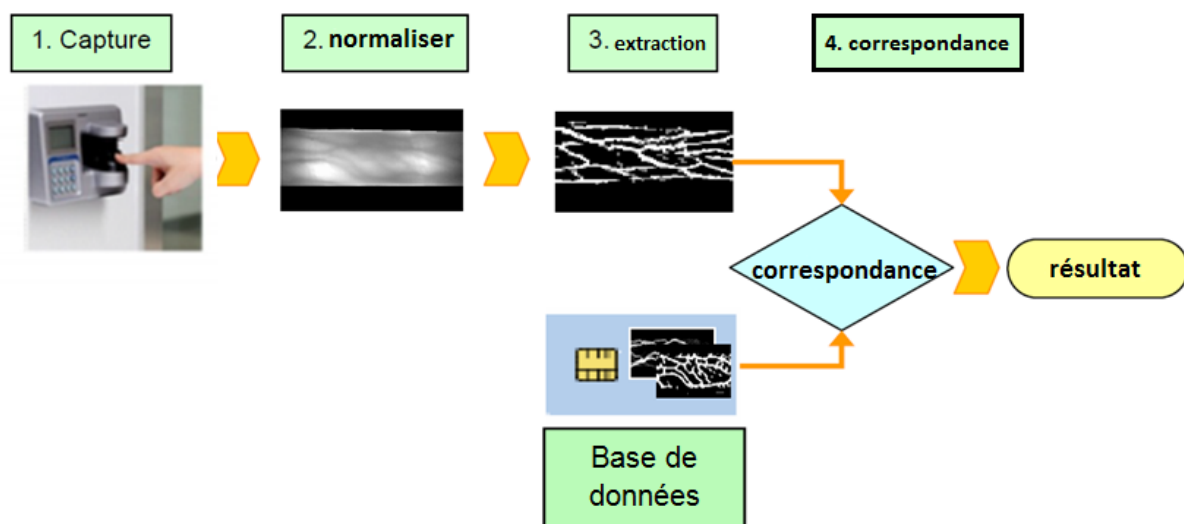 1. Capture
2. normaliser
3. extraction
4. correspondance
correspondance
résultat
Base de
données